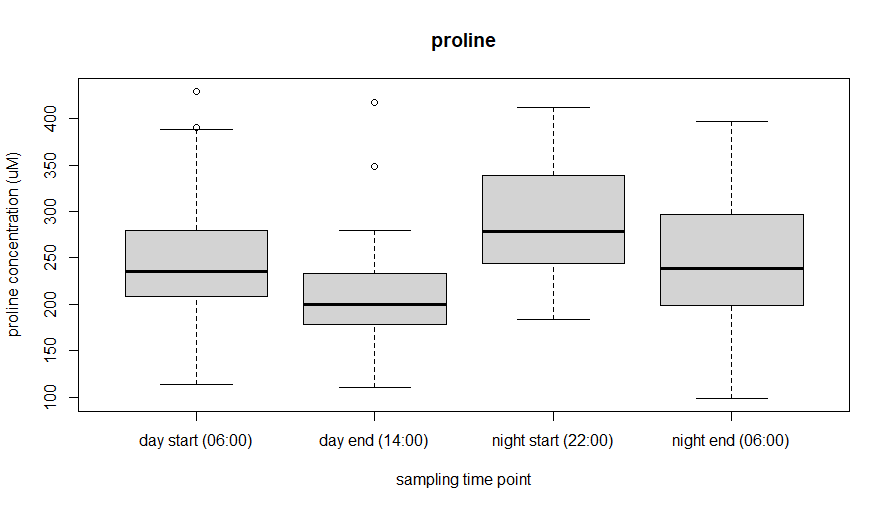 proline
proline concentration (uM)
400
350
300
250
200
150
100
day start (06:00)
day end (14:00)
night start (22:00)
night end (06:00)
sampling time point